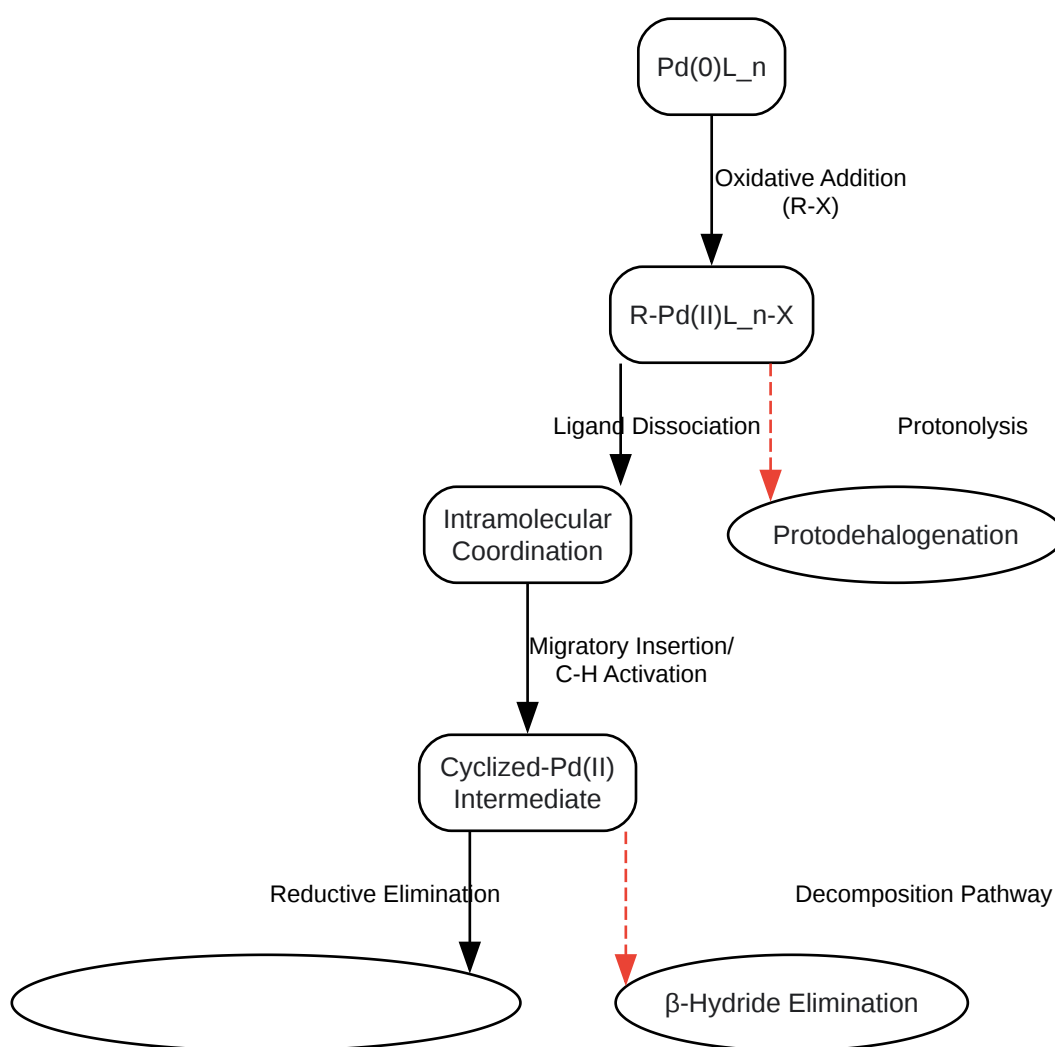 Pd(0)L_n
Oxidative Addition
(R-X)
R-Pd(II)L_n-X
Ligand Dissociation
Protonolysis
Intramolecular
Coordination
Protodehalogenation
Migratory Insertion/
C-H Activation
Cyclized-Pd(II)
Intermediate
Reductive Elimination
Decomposition Pathway
β-Hydride Elimination